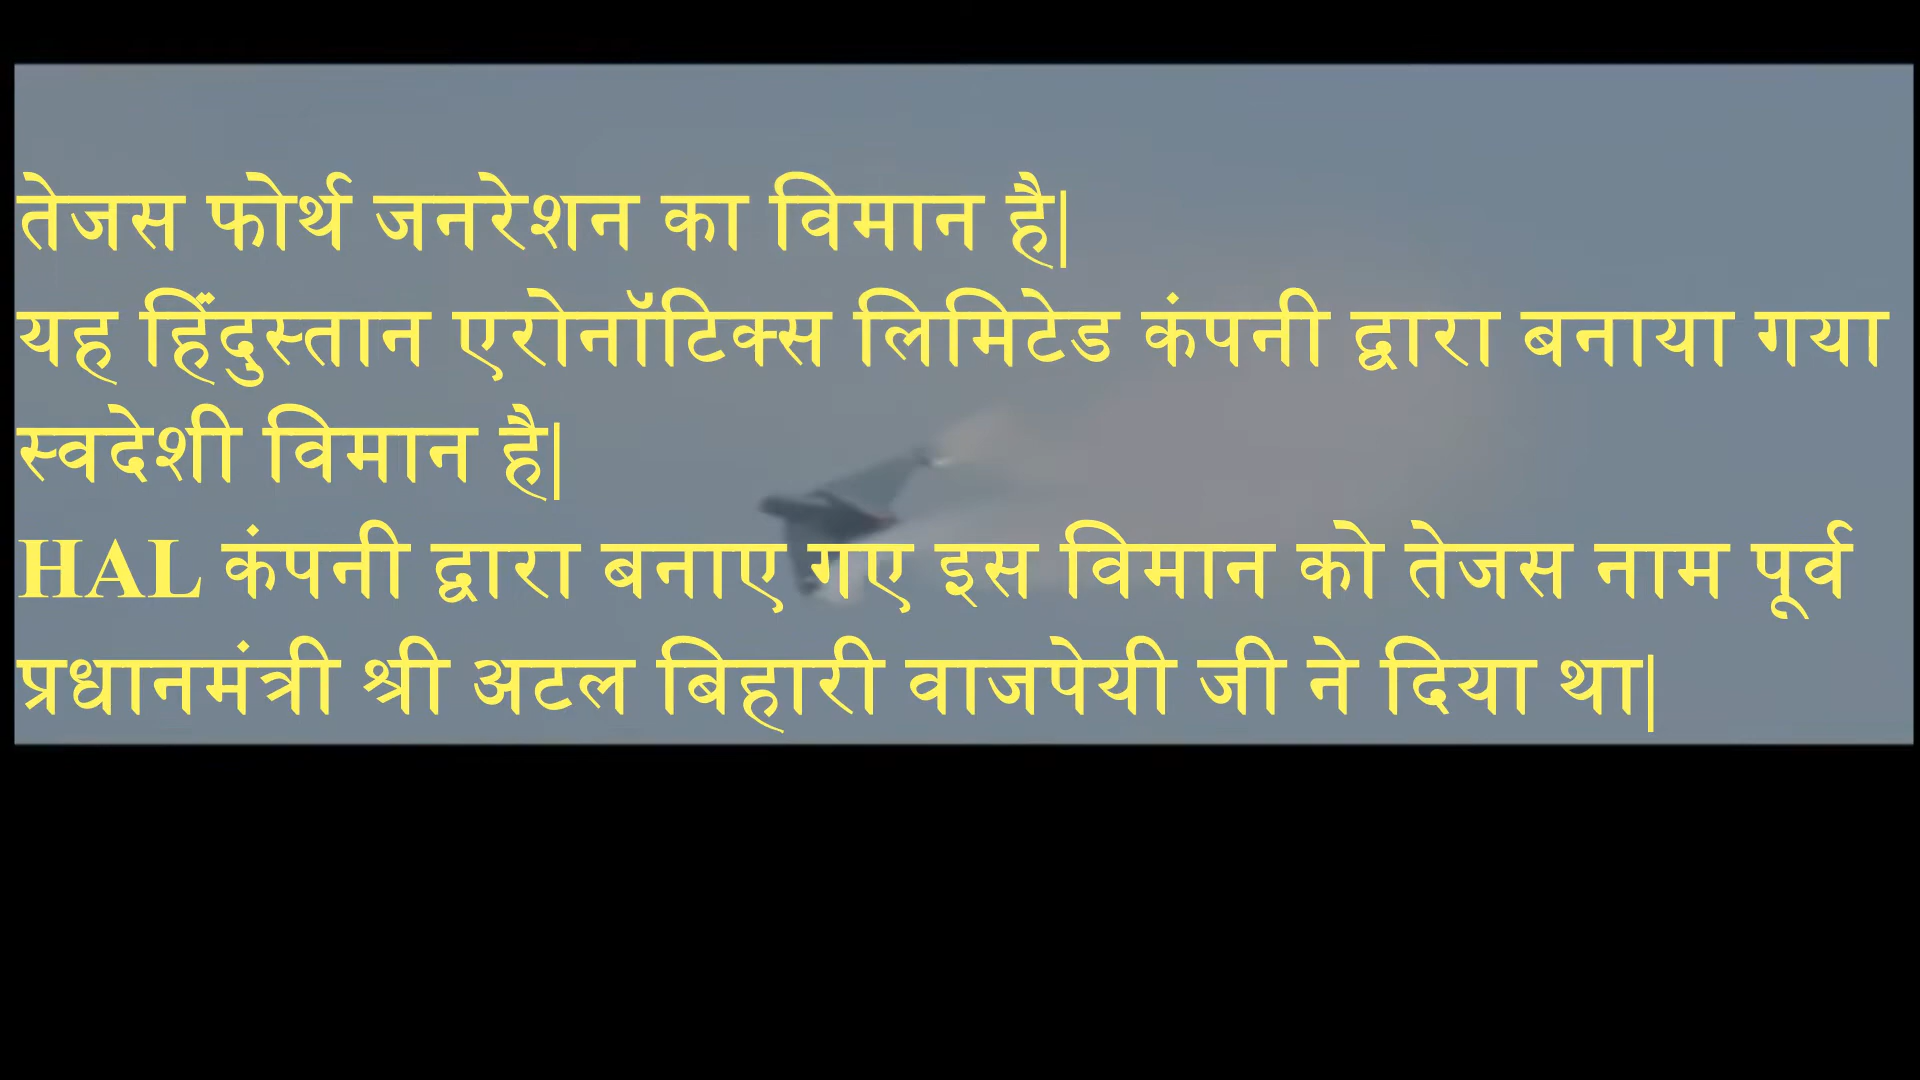 तेजस फोर्थ जनरेशन का विमान है|
यह हिंदुस्तान एरोनॉटिक्स लिमिटेड कंपनी द्वारा बनाया गया
स्वदेशी विमान है|
HAL कंपनी द्वारा बनाए गए इस विमान को तेजस नाम पूर्व
प्रधानमंत्री श्री अटल बिहारी वाजपेयी जी ने दिया था|